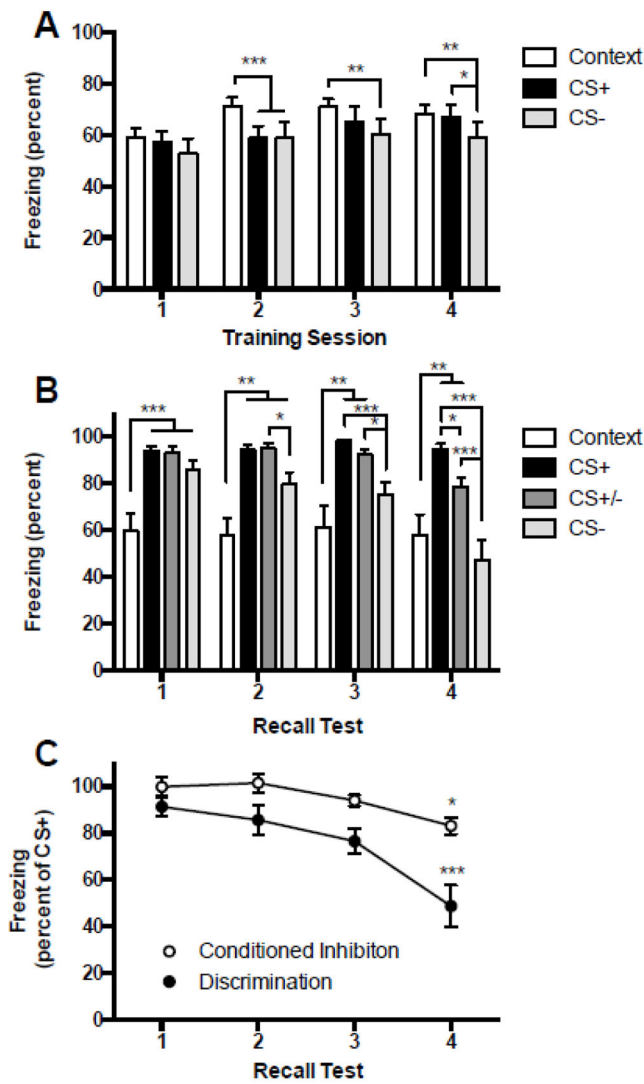 A
100
80
60
40
20
0
Freezing (percent)
***
**
**
*
Context
CS+
CS-
1 2 3 4
Training Session
B
100
80
60
40
20
0
Freezing (percent)
***
**
*
**
***
*
**
***
*
***
Context
CS+
CS+/-
CS-
1 2 3 4
Recall Test
C
100
80
60
40
20
0
Freezing
(percent of CS+)
*
***
Conditioned Inhibiton
Discrimination
1 2 3 4
Recall Test